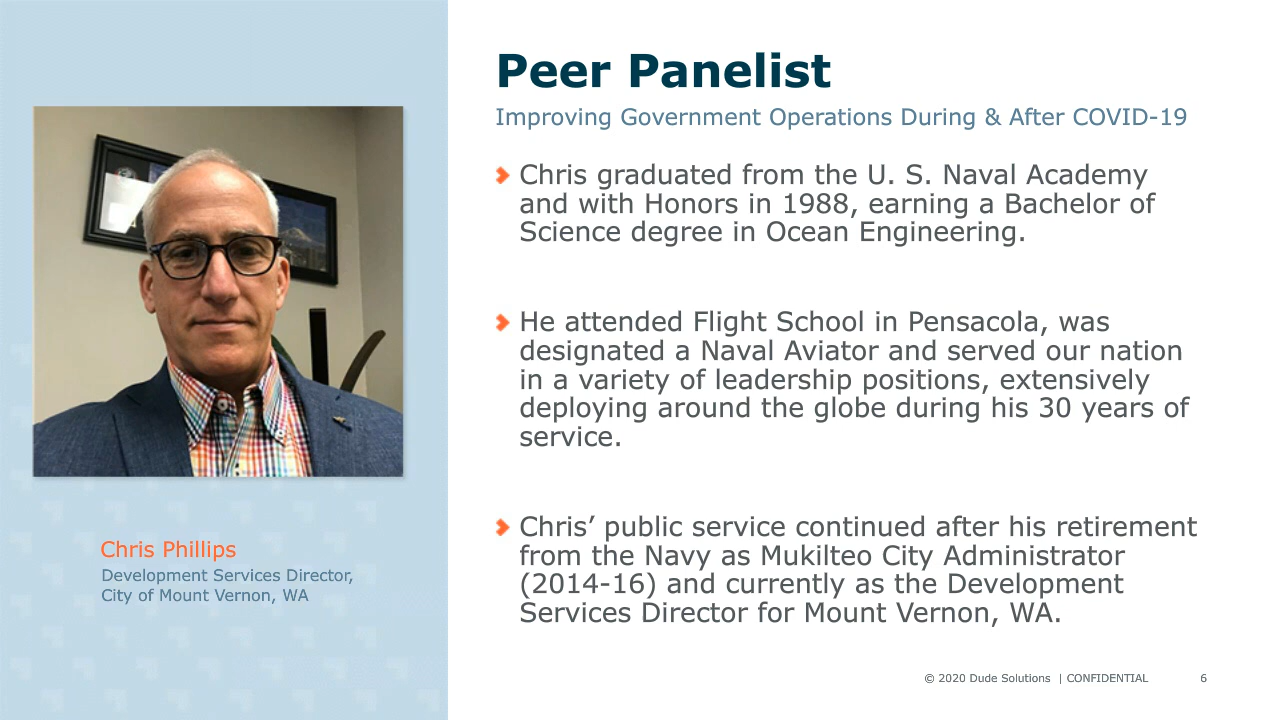 Peer Panelist
Improving Government Operations During & After COVID-19
Chris graduated from the U. S. Naval Academy
and with Honors in 1988, earning a Bachelor of
Science degree in Ocean Engineering.
He attended Flight School in Pensacola, was
designated a Naval Aviator and served our nation
in a variety of leadership positions, extensively
deploying around the globe during his 30 years of
service.
Chris’ public service continued after his retirement
from the Navy as Mukilteo City Administrator
(2014-16) and currently as the Development
Services Director for Mount Vernon, WA.
Chris Phillips
Development Services Director,
City of Mount Vernon, WA
© 2020 Dude Solutions | CONFIDENTIAL
6